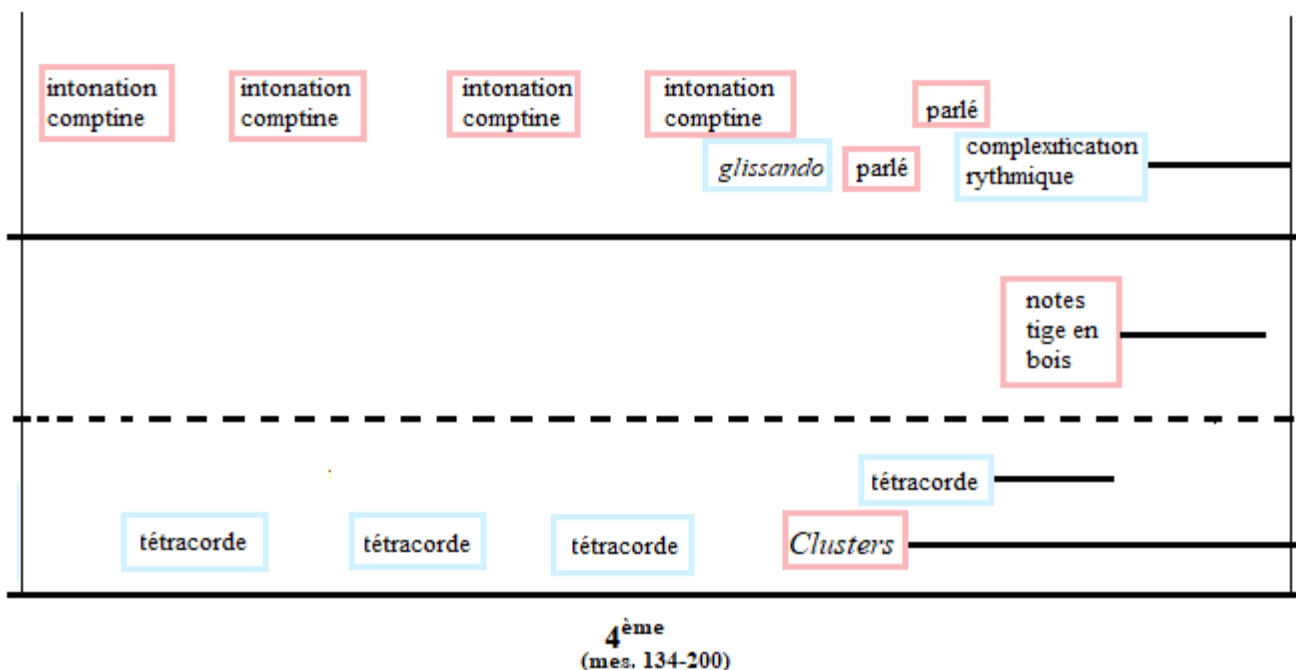 intonation
comptine
intonation
comptine
intonation
comptine
intonation
comptine
parlé
glissando
parlé
complexification
rythmique
notes
tige en
bois
tétracorde
tétracorde
tétracorde
tétracorde
Clusters
4ème
(mes. 134-200)